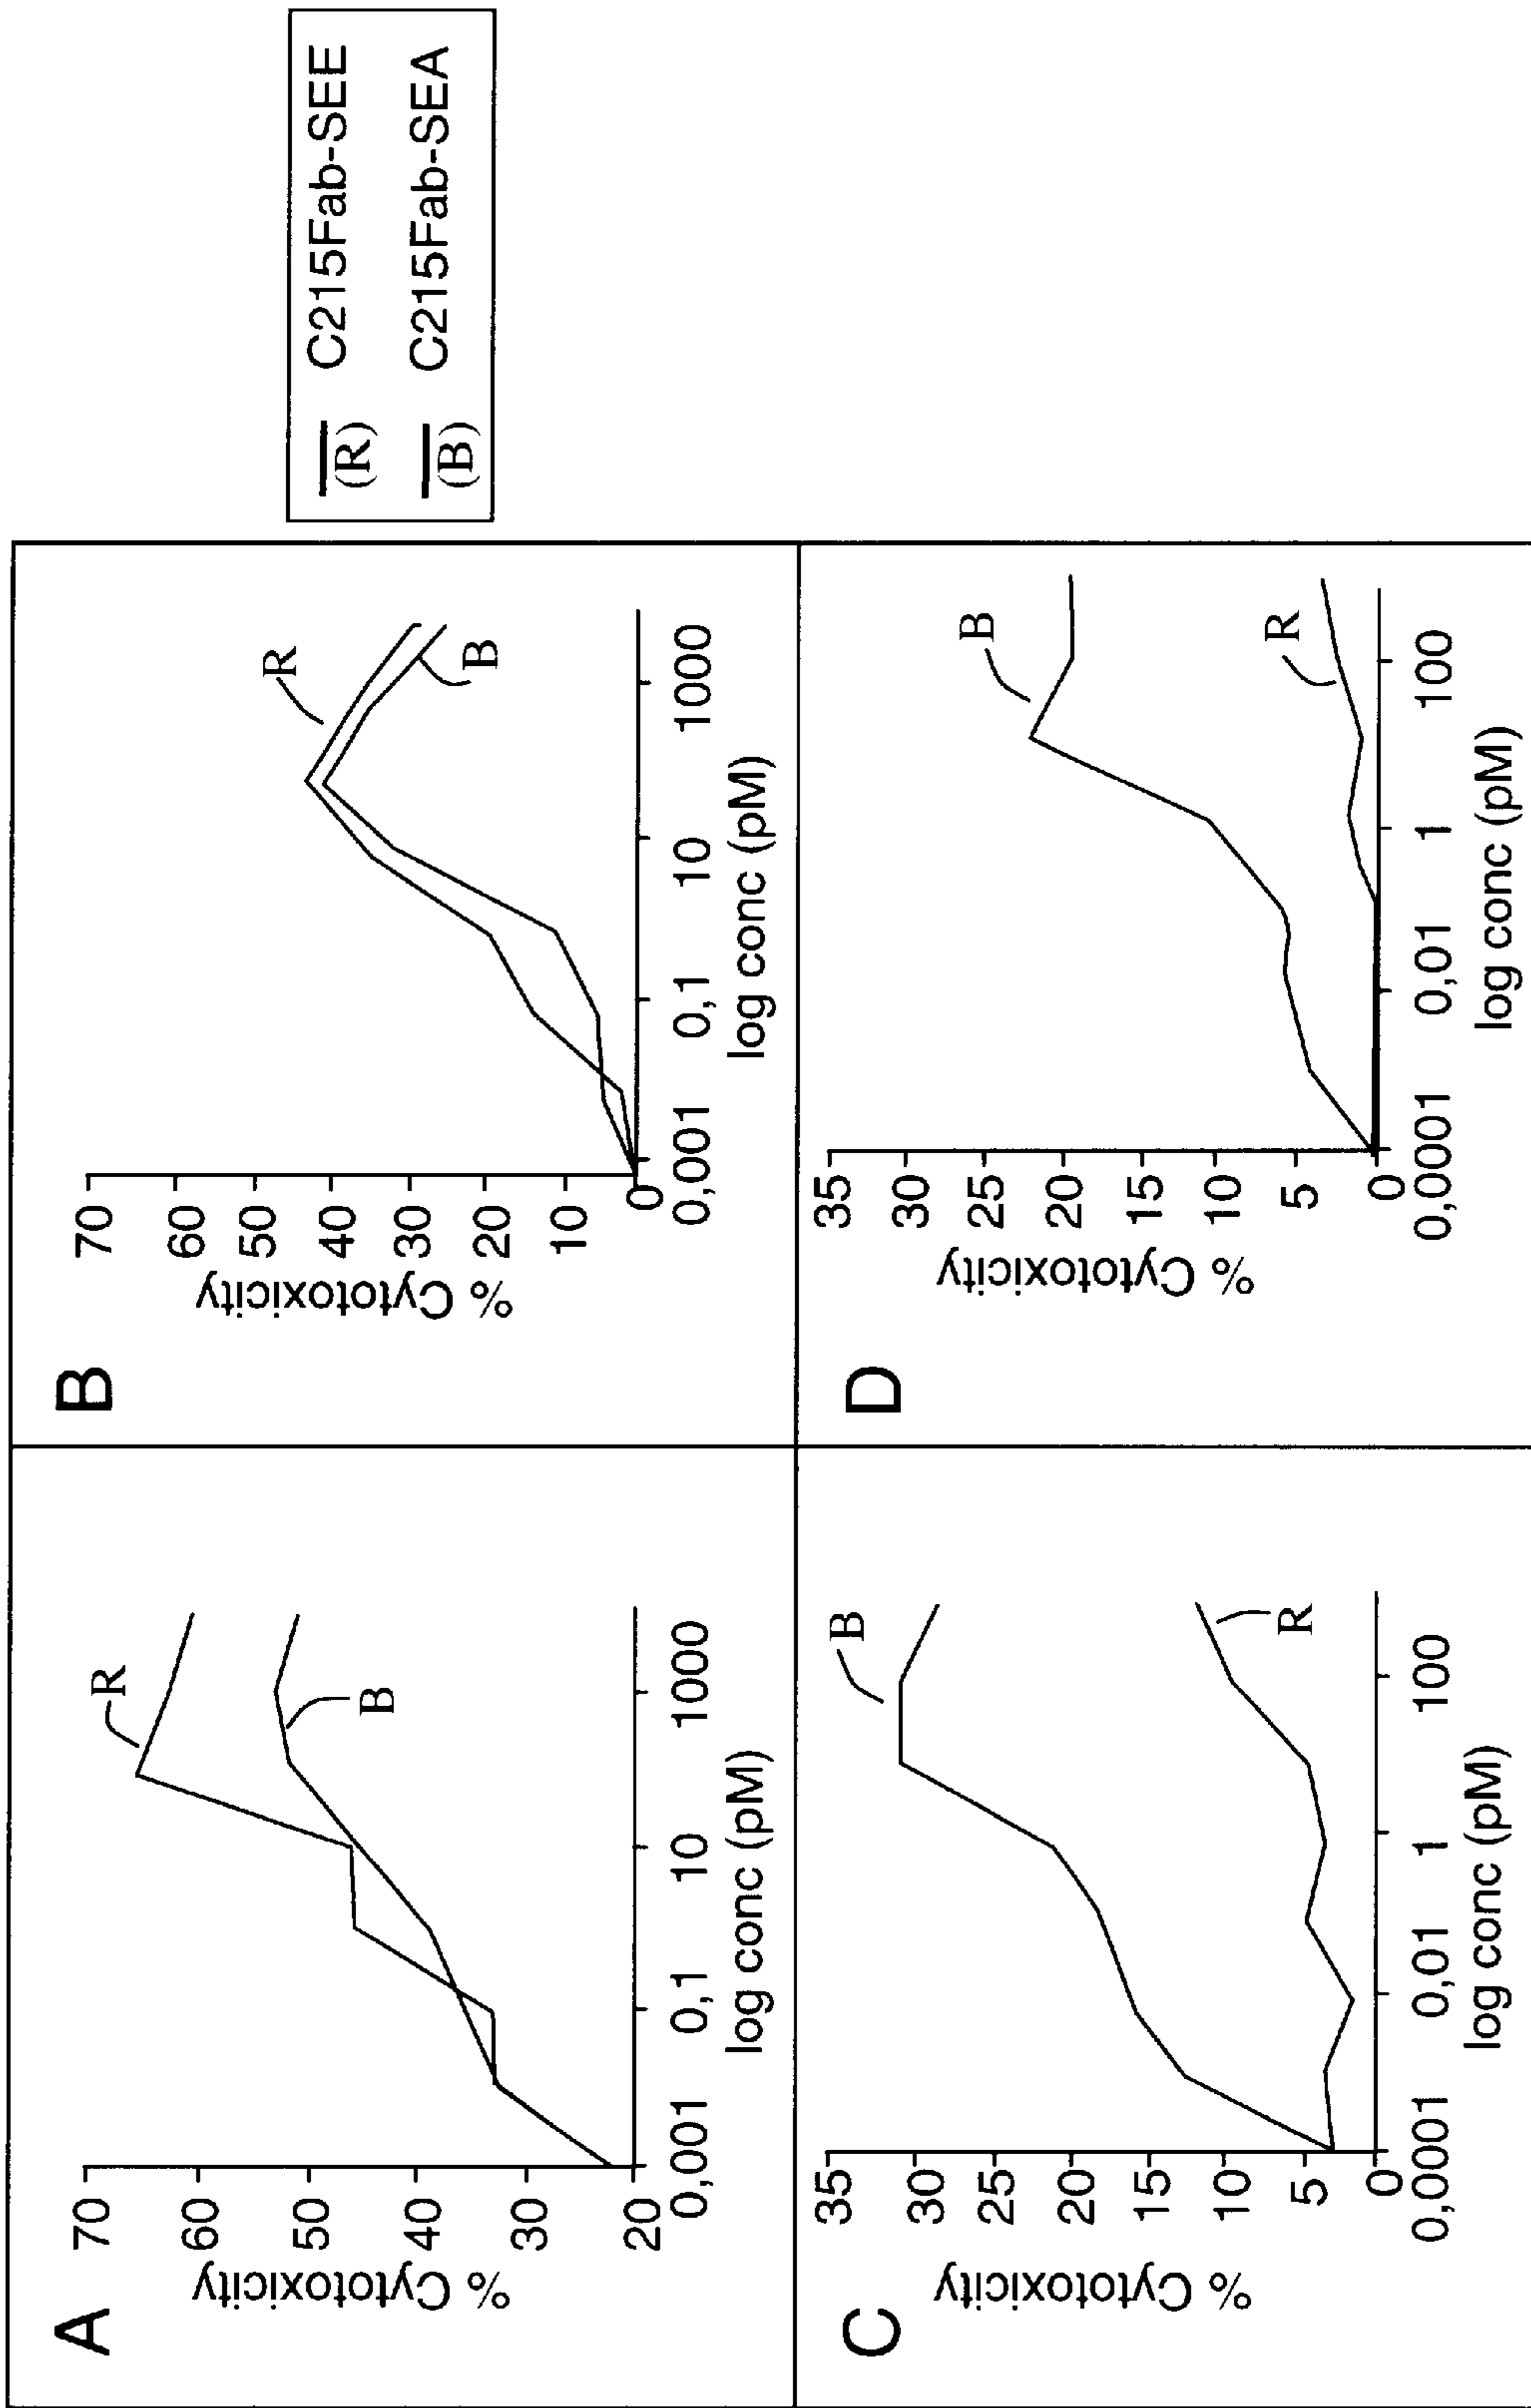 A
% Cytotoxicity
70
60
50
40
30
20
R
B
0,001 0,1 10 1000
log conc (pM)
B
% Cytotoxicity
70
60
50
40
30
20
10
0
R
B
0,001 0,1 10 1000
log conc (pM)
(R) C215Fab-SEE
(B) C215Fab-SEA
C
% Cytotoxicity
35
30
25
20
15
10
5
0
B
R
0,0001 0,01 1 100
log conc (pM)
D
% Cytotoxicity
35
30
25
20
15
10
5
0
B
R
0,0001 0,01 1 100
log conc (pM)